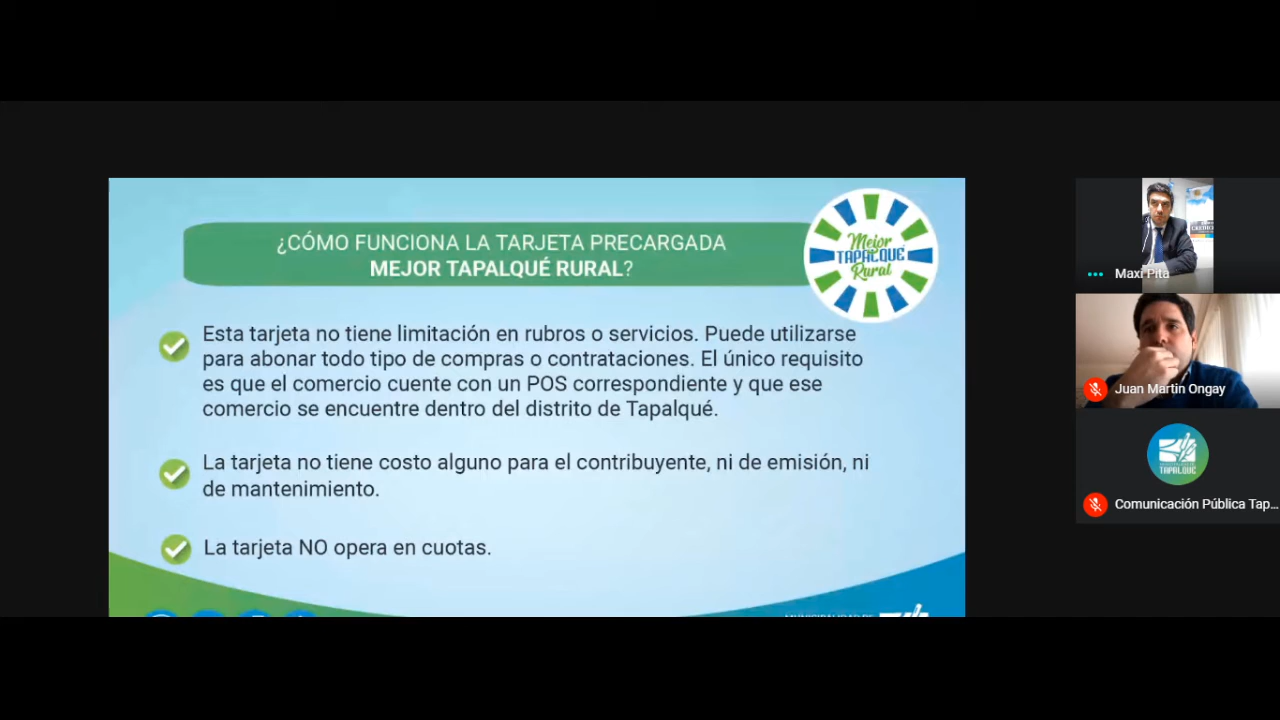 ¿CÓMO FUNCIONA LA TARJETA PRECARGADA
MEJOR TAPALQUÉ RURAL?
Mejor
TAPALQUÉ
Rural
Esta tarjeta no tiene limitación en rubros o servicios. Puede utilizarse
para abonar todo tipo de compras o contrataciones. El único requisito
es que el comercio cuente con un POS correspondiente y que ese
comercio se encuentre dentro del distrito de Tapalqué.
La tarjeta no tiene costo alguno para el contribuyente, ni de emisión, ni
de mantenimiento.
La tarjeta NO opera en cuotas.
MUNICIPALIDAD DE
Maxi Pita
Juan Martin Ongay
TAPALQUÉ
Comunicación Pública Tap...